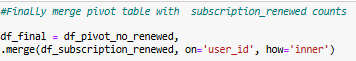 #Finally merge pivot table with  subscription_renewed counts
df_final = df_pivot_no_renewed,
.merge(df_subscription_renewed, on='user_id', how='inner')